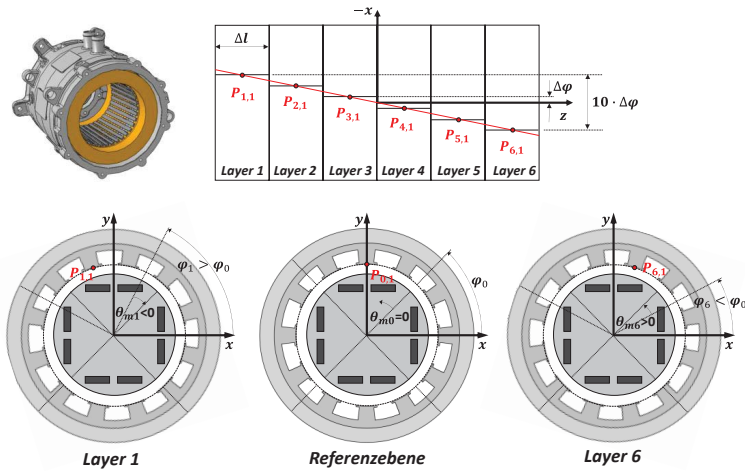 −x
Δl
Δφ
10 · Δφ
z
P1,1
P2,1
P3,1
P4,1
P5,1
P6,1
Layer 1
Layer 2
Layer 3
Layer 4
Layer 5
Layer 6
y
P1,1
φ1 > φ0
θm1<0
x
Layer 1
y
P0,1
φ0
θm0=0
x
Referenzebene
y
P6,1
φ6 < φ0
θm6>0
x
Layer 6